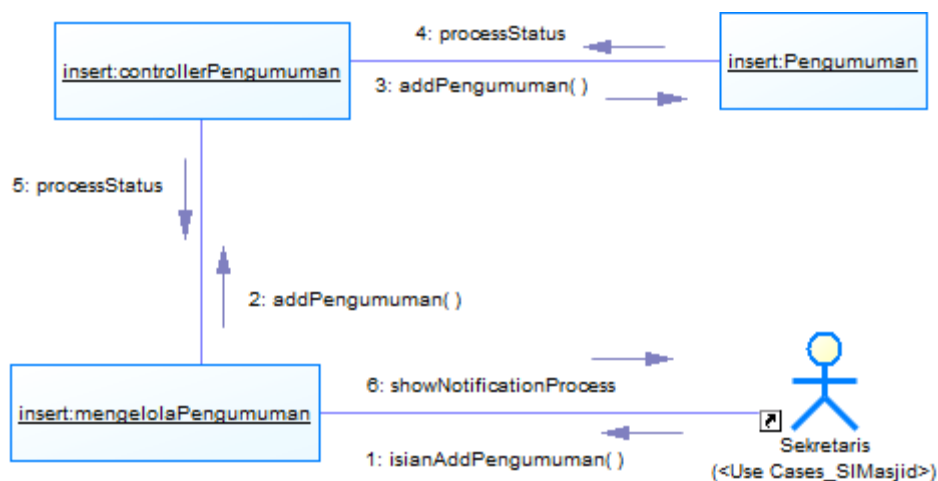 4: processStatus
insert:controllerPengumuman
insert:Pengumuman
3: addPengumuman( )
5: processStatus
2: addPengumuman( )
6: showNotificationProcess
insert:mengelolaPengumuman
1: isianAddPengumuman( )
Sekretaris
(<Use Cases_SIMasjid>)